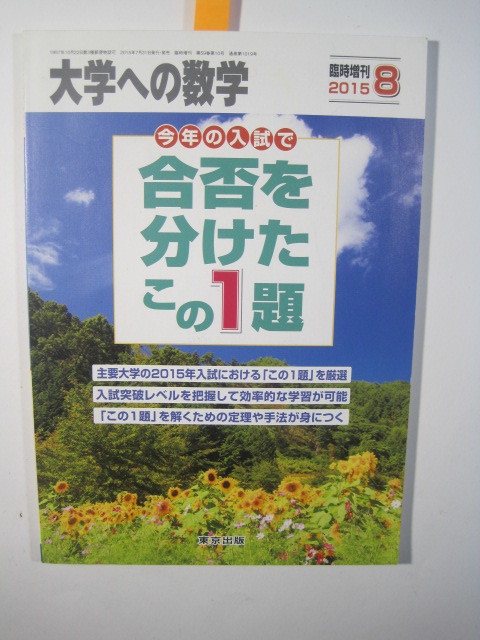 大学への数学
臨時増刊
2015 8
今年の入試で
合否を
分けた
この1題
主要大学の2015年入試における「この1題」を厳選
入試突破レベルを把握して効率的な学習が可能
「この1題」を解くための定理や手法が身につく
東京出版